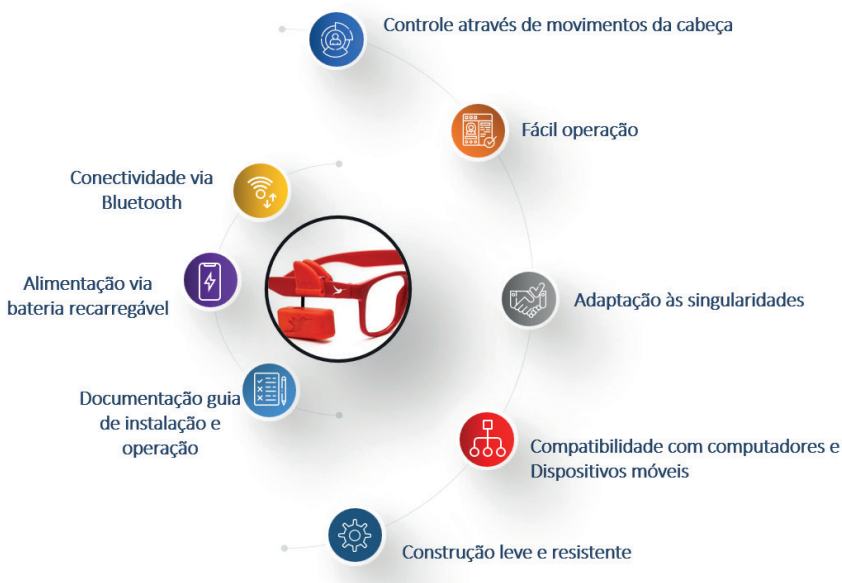 Controle através de movimentos da cabeça
Fácil operação
Conectividade via
Bluetooth
Alimentação via
bateria recarregável
Adaptação às singularidades
Documentação guia
de instalação e
operação
Compatibilidade com computadores e
Dispositivos móveis
Construção leve e resistente